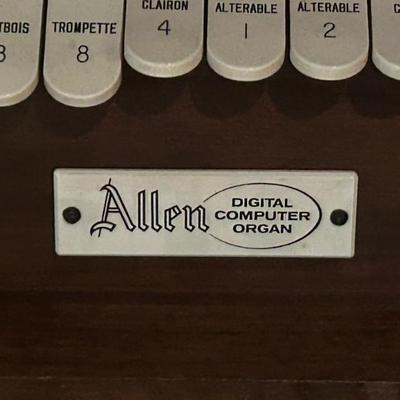 TROMPETTE
8
CLAIRON
4
ALTERABLE
1
ALTERABLE
2
Allen
DIGITAL
COMPUTER
ORGAN